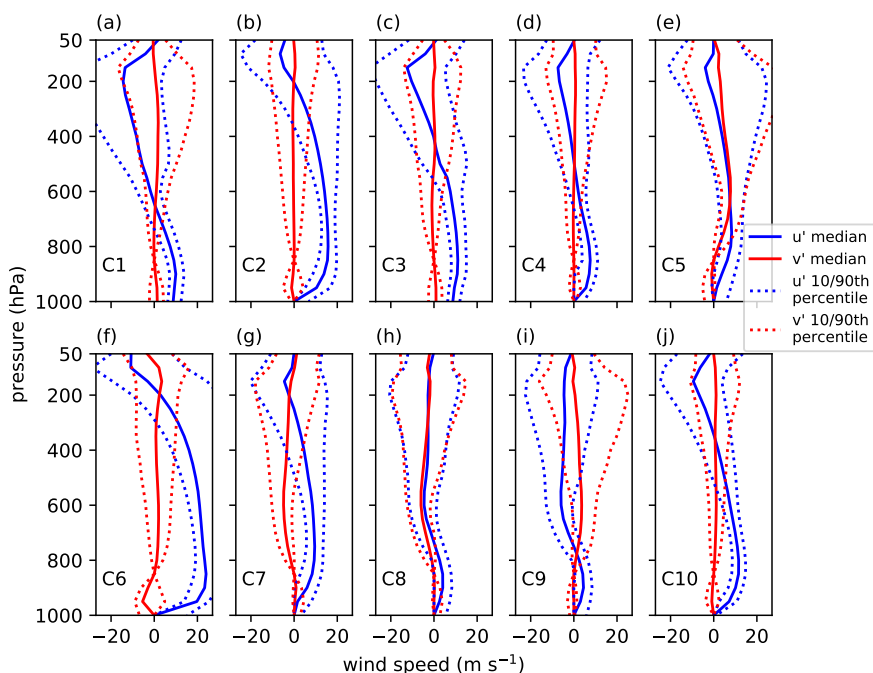 (a) (b) (c) (d) (e)
50
200
400
600
800
1000
C1 C2 C3 C4 C5
u' median
v' median
u' 10/90th
percentile
v' 10/90th
percentile
pressure (hPa)
(f) (g) (h) (i) (j)
50
200
400
600
800
1000
C6 C7 C8 C9 C10
−20 0 20 −20 0 20 −20 0 20 −20 0 20 −20 0 20
wind speed (m s⁻¹)